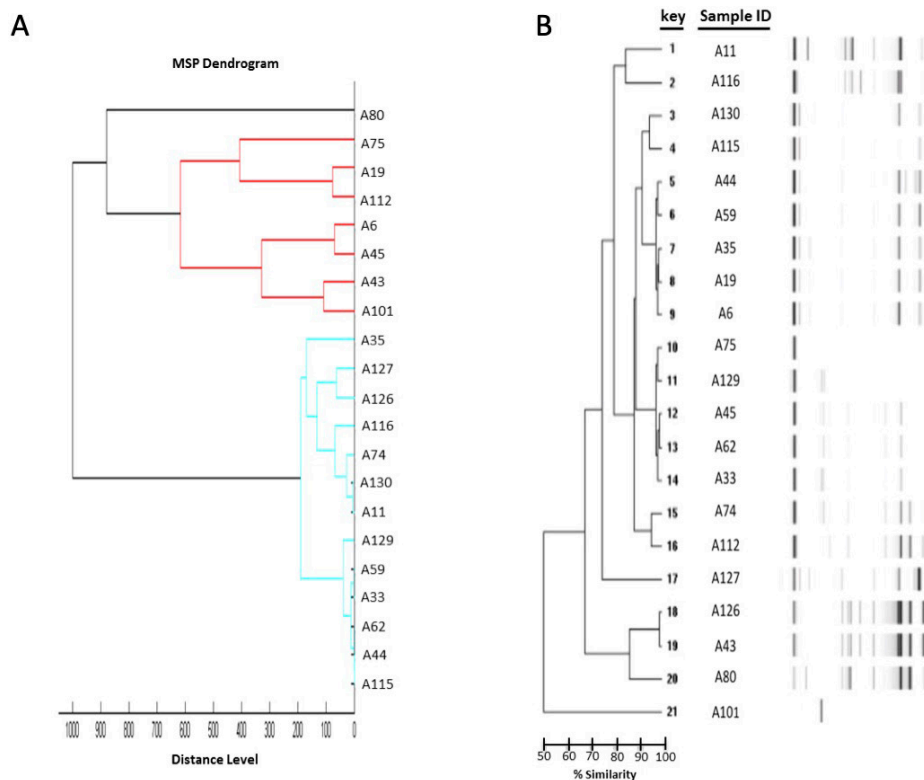 A
MSP Dendrogram
A80
A75
A19
A112
A6
A45
A43
A101
A35
A127
A126
A116
A74
A130
A11
A129
A59
A33
A62
A44
A115
1000 900 800 700 600 500 400 300 200 100 0
Distance Level
B
key Sample ID
1 A11
2 A116
3 A130
4 A115
5 A44
6 A59
7 A35
8 A19
9 A6
10 A75
11 A129
12 A45
13 A62
14 A33
15 A74
16 A112
17 A127
18 A126
19 A43
20 A80
21 A101
50 60 70 80 90 100
% Similarity